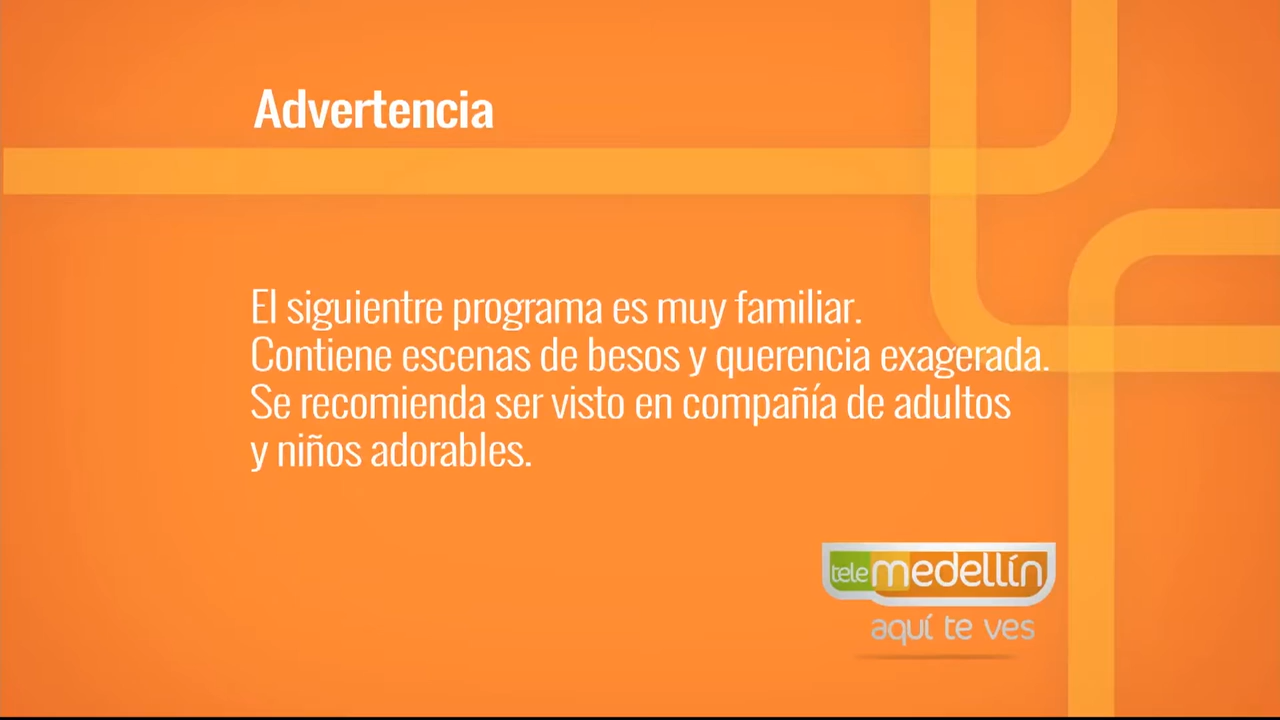 Advertencia
El siguientre programa es muy familiar.
Contiene escenas de besos y querencia exagerada.
Se recomienda ser visto en compañía de adultos
y niños adorables.
tele medellín
aquí te ves